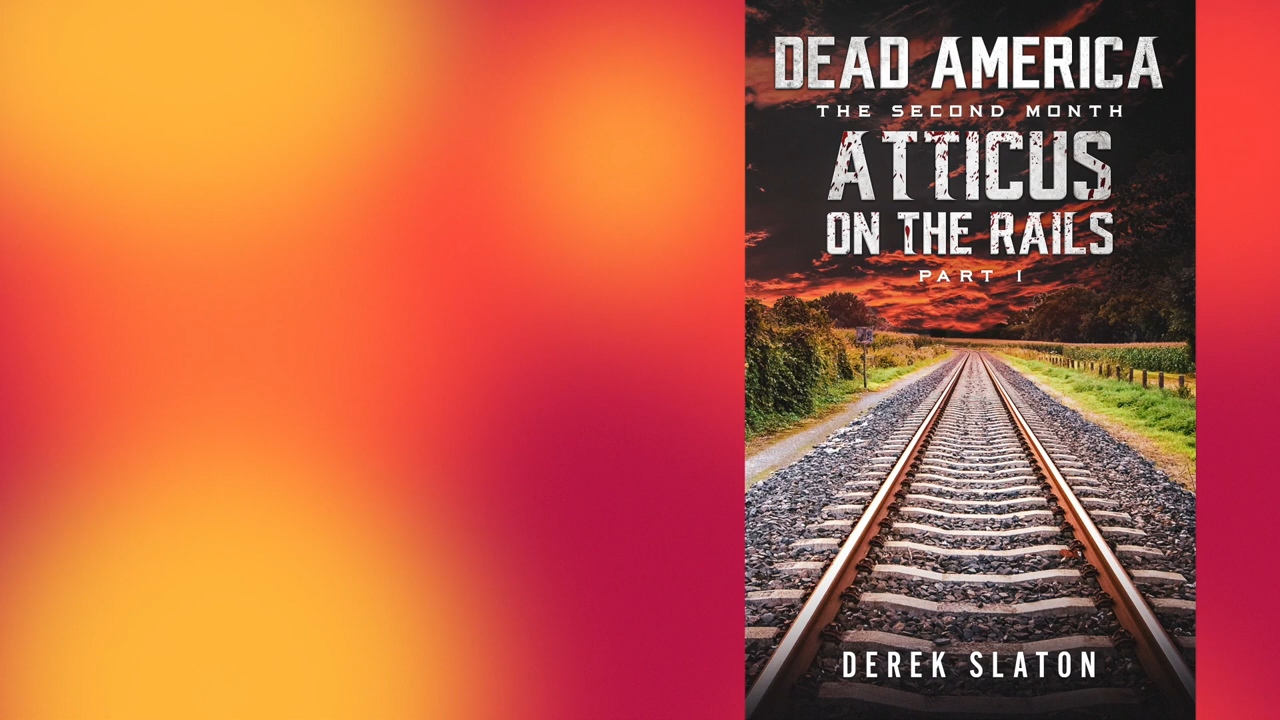 DEAD AMERICA
THE SECOND MONTH
ATTICUS
ON THE RAILS
PART I
DEREK SLATON